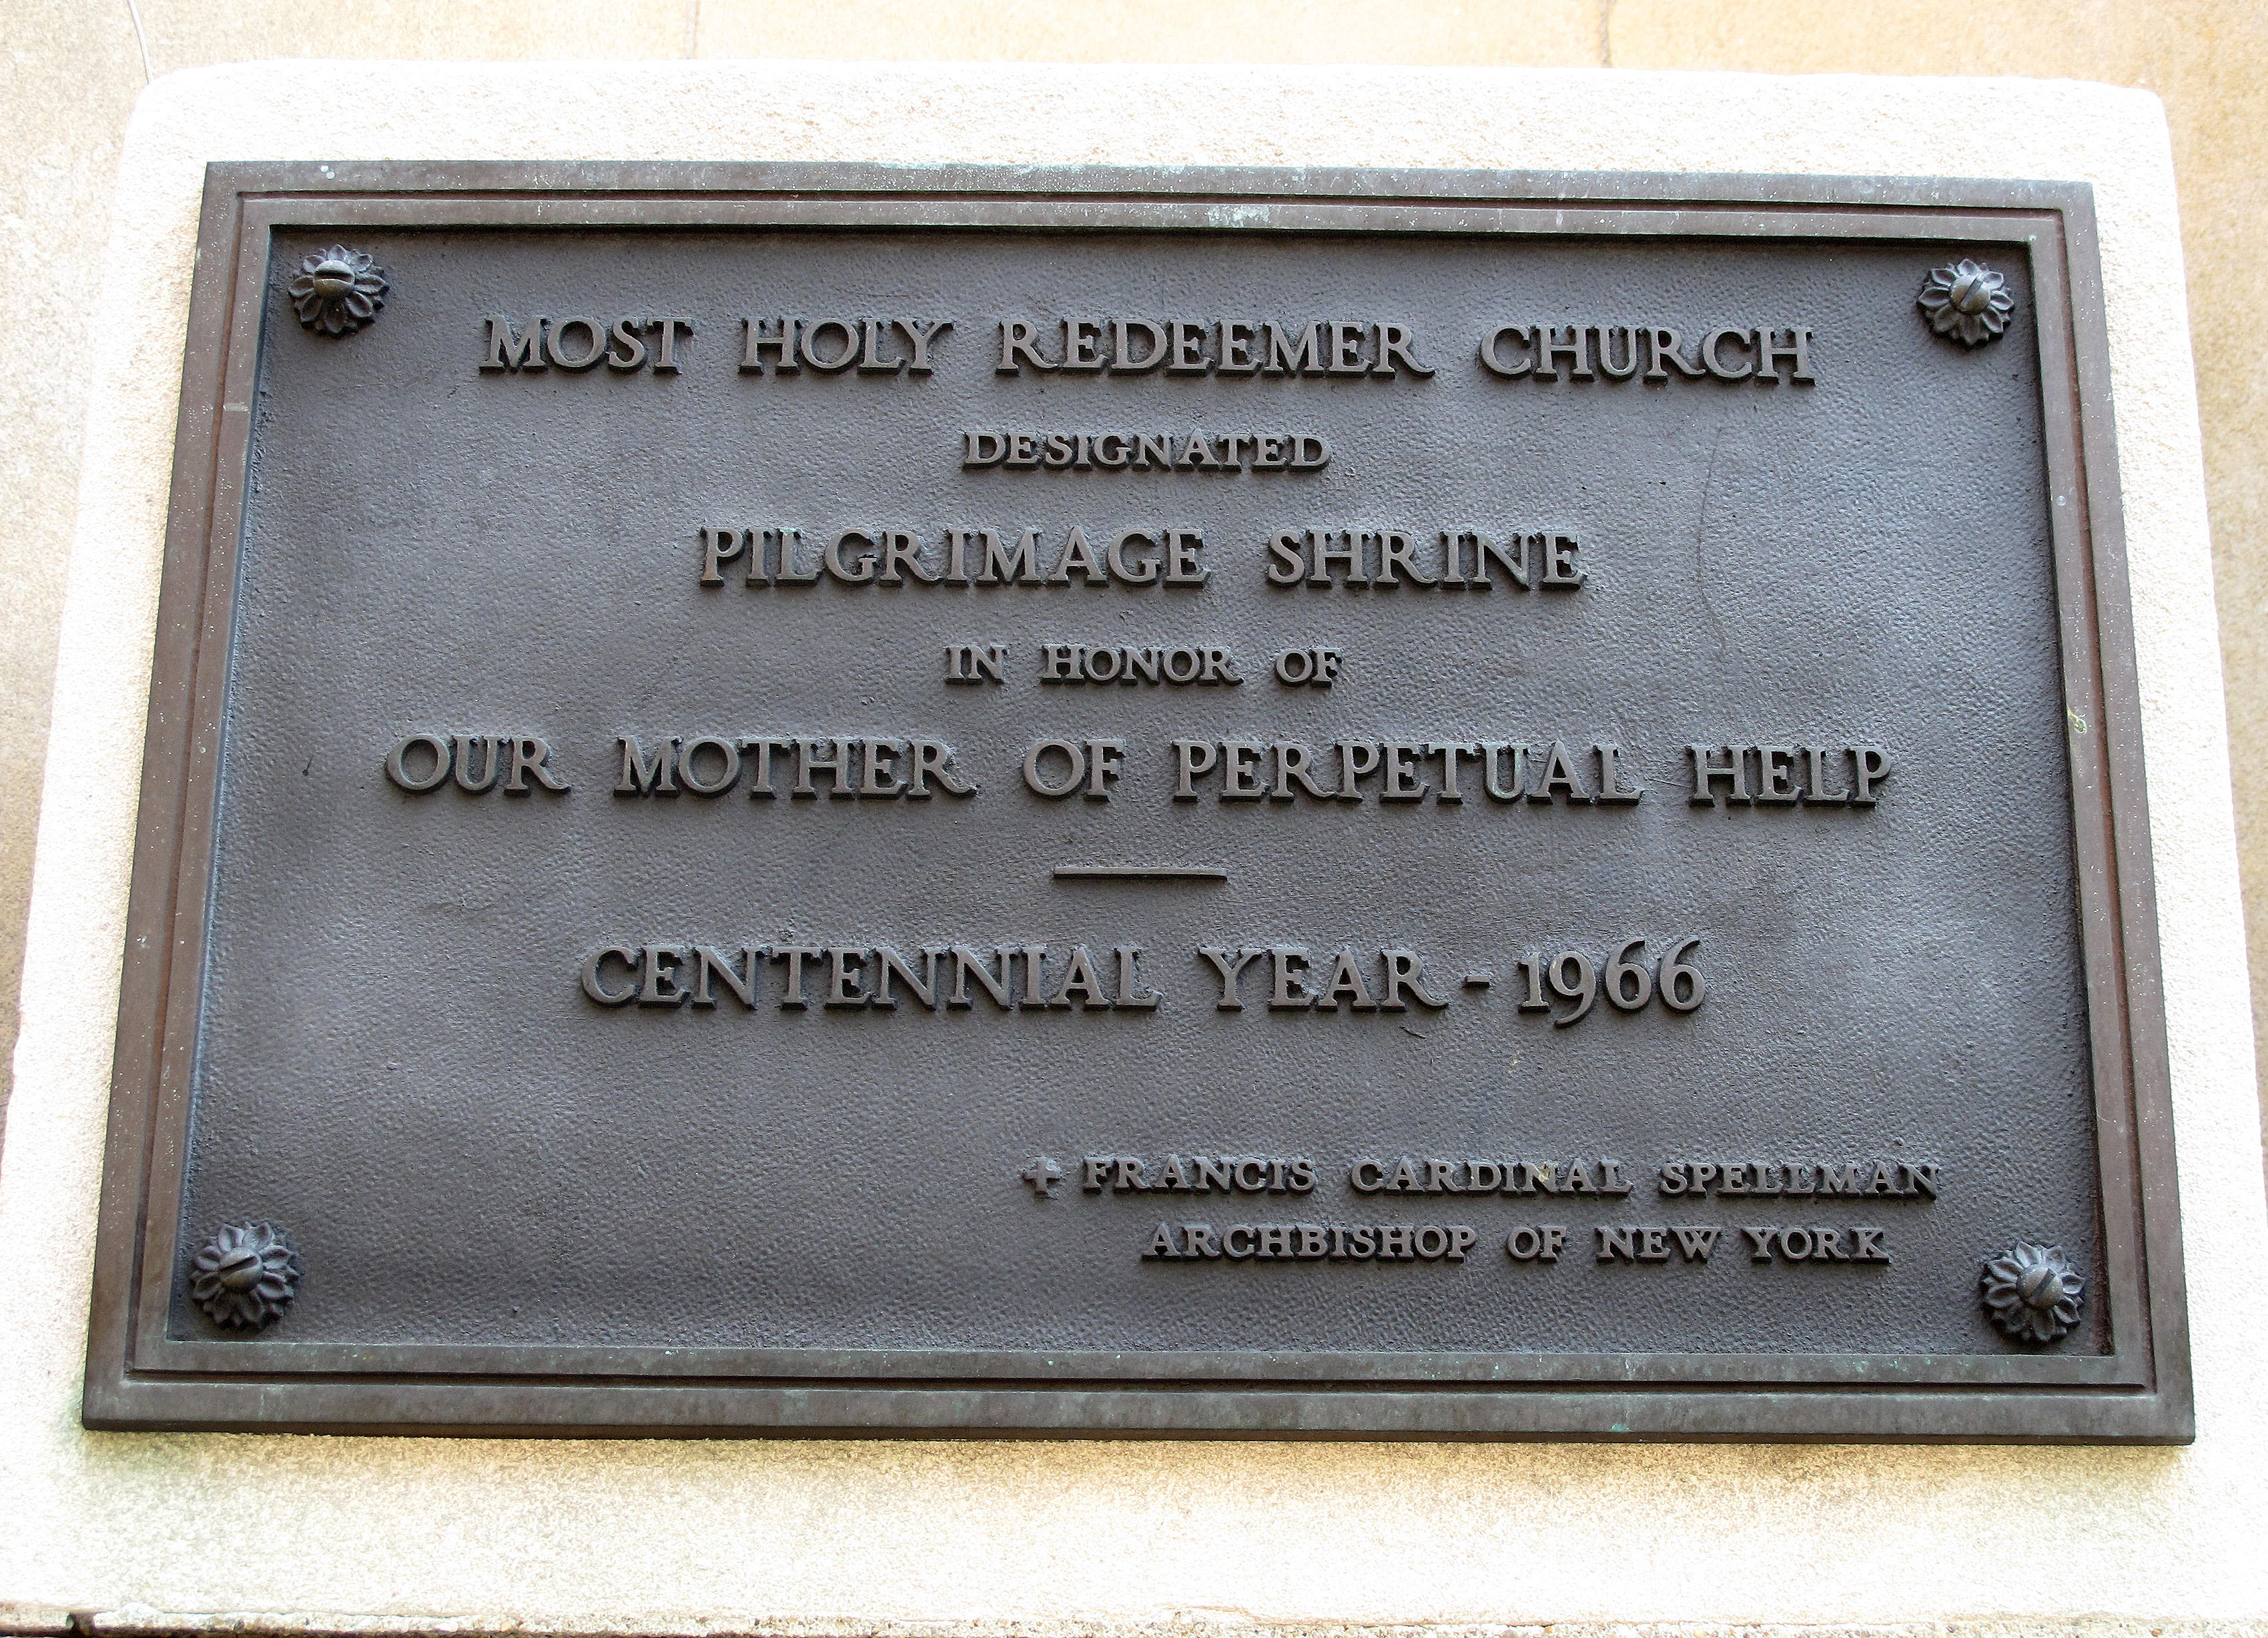 MOST HOLY REDEEMER CHURCH
DESIGNATED
PILGRIMAGE SHRINE
IN HONOR OF
OUR MOTHER OF PERPETUAL HELP
CENTENNIAL YEAR - 1966
+ FRANCIS CARDINAL SPELLMAN
ARCHBISHOP OF NEW YORK